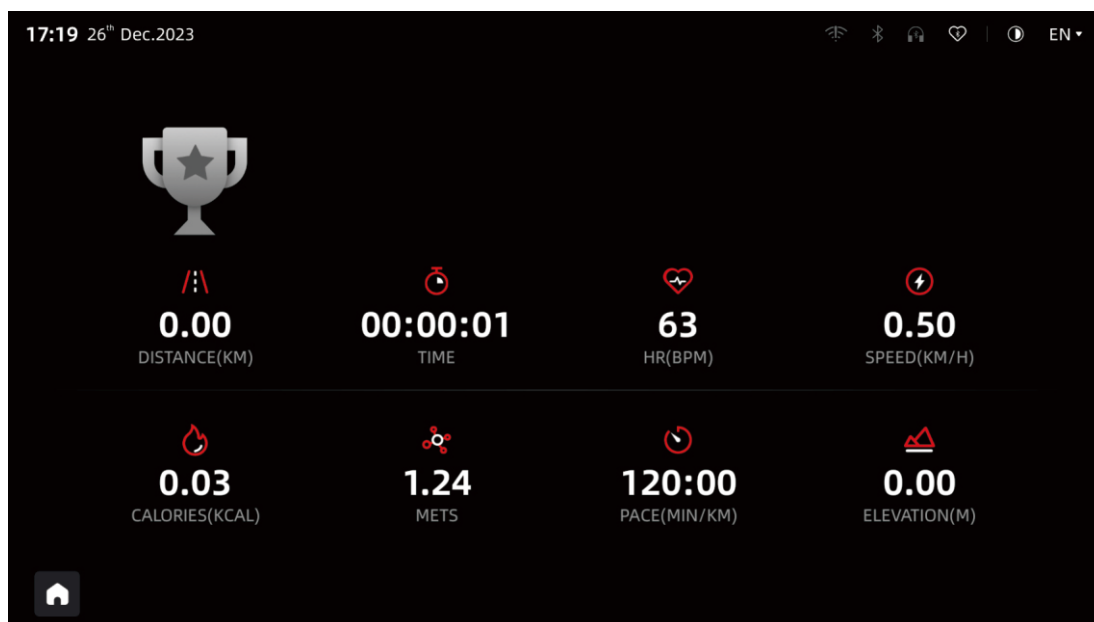 17:19 26th Dec.2023 EN
0.00 00:00:01 63 0.50
DISTANCE(KM) TIME HR(BPM) SPEED(KM/H)
0.03 1.24 120:00 0.00
CALORIES(KCAL) METS PACE(MIN/KM) ELEVATION(M)